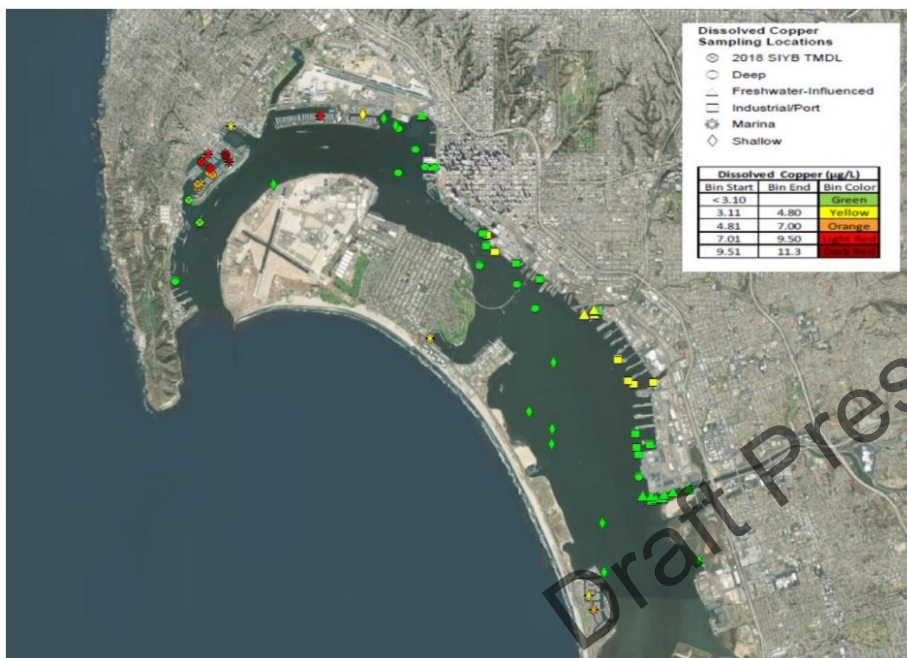 Dissolved Copper
Sampling Locations
2018 SIYB TMDL
Deep
Freshwater-Influenced
Industrial/Port
Marina
Shallow
Dissolved Copper (µg/L)
Bin Start Bin End Bin Color
< 3.10 Green
3.11 4.80 Yellow
4.81 7.00 Orange
7.01 9.50 Light Red
9.51 11.3 Dark Red
Draft Pres